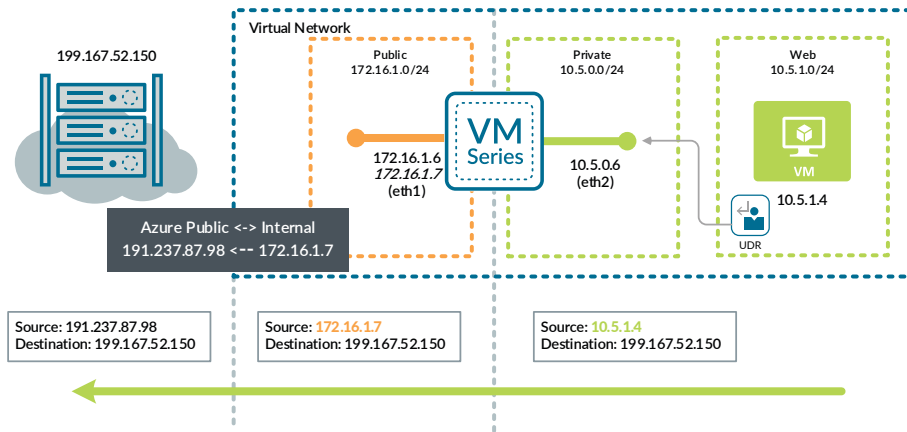 Virtual Network
199.167.52.150
Public
172.16.1.0/24
Private
10.5.0.0/24
Web
10.5.1.0/24
VM
Series
172.16.1.6
172.16.1.7
(eth1)
10.5.0.6
(eth2)
VM
10.5.1.4
UDR
Azure Public <-> Internal
191.237.87.98 <-- 172.16.1.7
Source: 191.237.87.98
Destination: 199.167.52.150
Source: 172.16.1.7
Destination: 199.167.52.150
Source: 10.5.1.4
Destination: 199.167.52.150